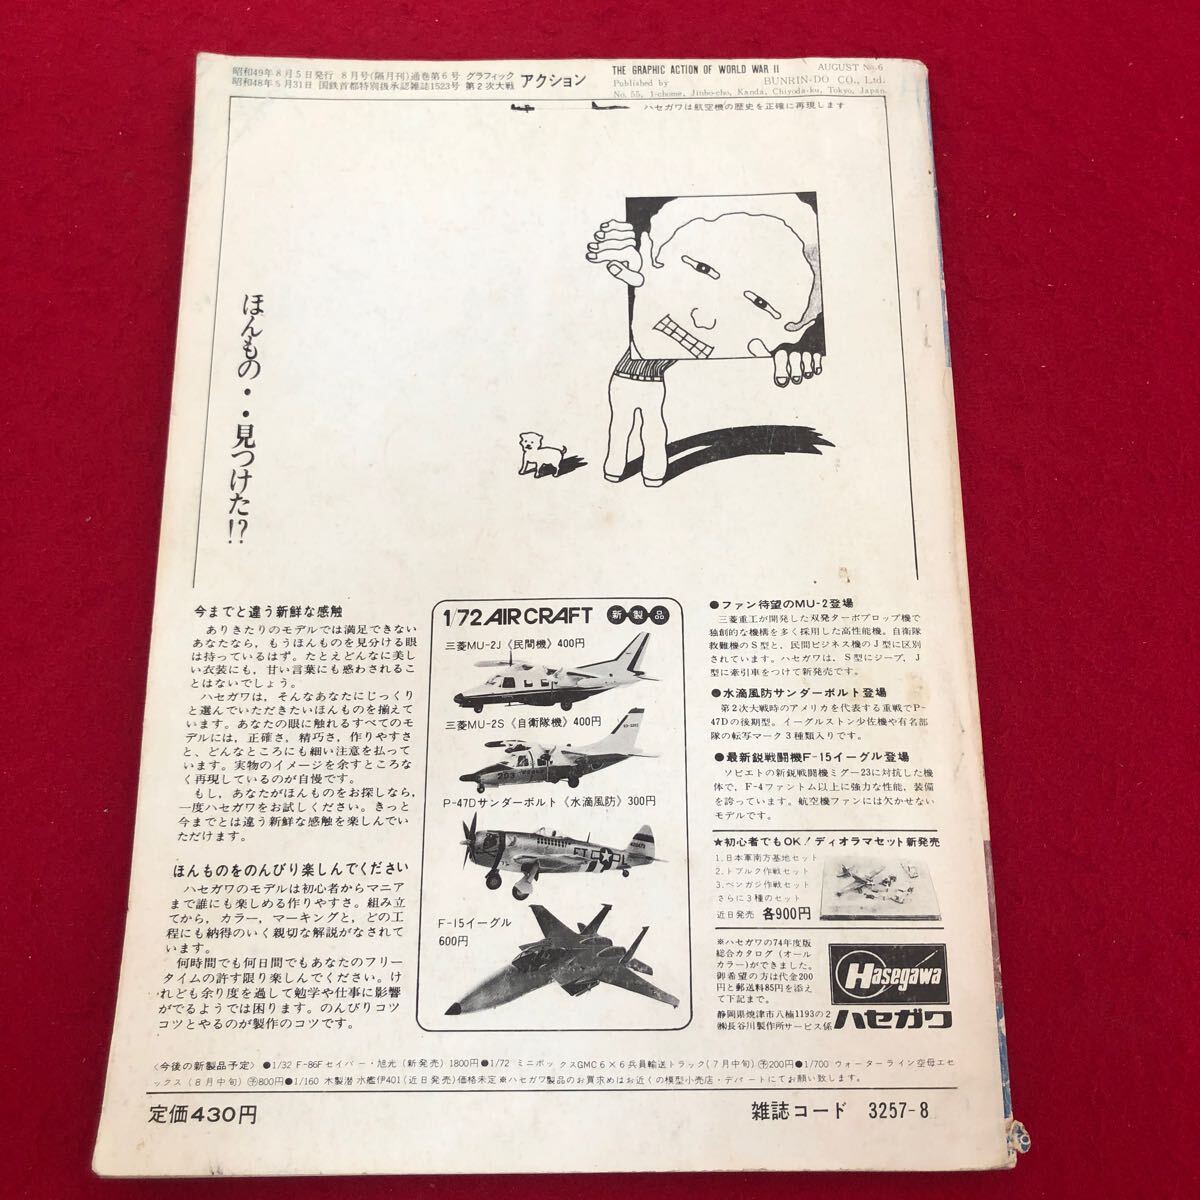 昭和49年8月5日発行 8月号(隔月刊)通巻第6号 グラフィック アクション
昭和48年5月31日 国鉄首都特別扱承認雑誌1523号 第2次大戦
THE GRAPHIC ACTION OF WORLD WAR II AUGUST No.6
Published by BUNRIN-DO CO., Ltd.
No. 55, 1-chome, Jinbo-cho, Kanda, Chiyoda-ku, Tokyo, Japan.
ハセガワは航空機の歴史を正確に再現します
ほんもの・・見つけた!?
今までと違う新鮮な感触
ありきたりのモデルでは満足できない
あなたなら,もうほんものを見分ける眼
は持っているはず。たとえどんなに美し
い衣装にも,甘い言葉にも惑わされるこ
とはないでしょう。
ハセガワは,そんなあなたにじっくり
と選んでいただきたいほんものを揃えて
います。あなたの眼に触れるすべてのモ
デルには,正確さ,精巧さ,作りやすさ
と,どんなところにも細い注意を払って
います。実物のイメージを余すところな
く再現しているのが自慢です。
もし,あなたがほんものをお探しなら,
一度ハセガワをお試しください。きっと
今までとは違う新鮮な感触を楽しんでい
ただけます。
ほんものをのんびり楽しんでください
ハセガワのモデルは初心者からマニア
まで誰にも楽しめる作りやすさ。組み立
てから,カラー,マーキングと,どの工
程にも納得のいく親切な解説がなされて
います。
何時間でも何日間でもあなたのフリー
タイムの許す限り楽しんでください。け
れども余り度を過して勉学や仕事に影響
がでるようでは困ります。のんびりコツ
コツとやるのが製作のコツです。
1/72 AIR CRAFT 新・製・品
三菱MU-2J《民間機》400円
三菱MU-2S《自衛隊機》400円
203
P-47Dサンダーボルト《水滴風防》300円
F-15イーグル
600円
●ファン待望のMU-2登場
三菱重工が開発した双発ターボプロップ機で
独創的な機構を多く採用した高性能機。自衛隊
救難機のS型と,民間ビジネス機のJ型に区別
されています。ハセガワは,S型にジープ,J
型に牽引車をつけて新発売です。
●水滴風防サンダーボルト登場
第2次大戦時のアメリカを代表する重戦でP-
47Dの後期型。イーグルストン少佐機や有名部
隊の転写マーク3種類入りです。
●最新鋭戦闘機F-15イーグル登場
ソビエトの新鋭戦闘機ミグー23に対抗した機
体で,F-4ファントム以上に強力な性能,装備
を誇っています。航空機ファンには欠かせない
モデルです。
★初心者でもOK!ディオラマセット新発売
1.日本軍南方基地セット
2.トブルク作戦セット
3.ベンガジ作戦セット
さらに3種のセット
近日発売 各900円
※ハセガワの74年度版
総合カタログ(オール
カラー)ができました。
御希望の方は代金200
円と郵送料85円を添え
て下記まで。
静岡県焼津市八楠1193の2
㈱長谷川製作所サービス係
Hasegawa
ハセガワ
〈今後の新製品予定〉●1/32 F-86Fセイバー・旭光(新発売)1800円●1/72 ミニボックスGMC6×6兵員輸送トラック(7月中旬)予200円●1/700 ウォーターライン空母エセ
ックス(8月中旬)予800円●1/160 木製潜水艦伊401(近日発売)価格未定※ハセガワ製品のお買求めはお近くの模型小売店・デパートにてお願い致します。
定価430円
雑誌コード 3257-8